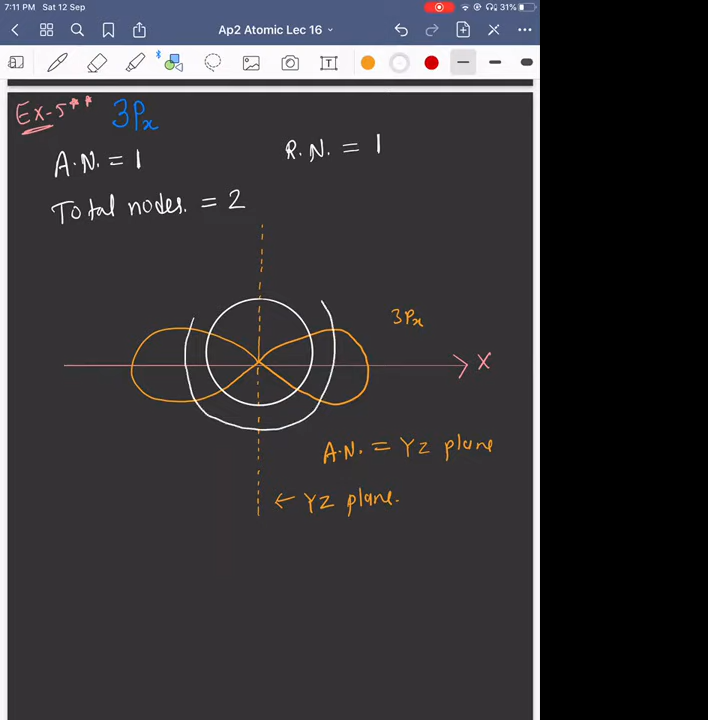 7:11 PM Sat 12 Sep 31%
Ap2 Atomic Lec 16
T
Ex-5** 3Px
A.N. = 1 R.N. = 1
Total nodes. = 2
3Px
X
A.N. = YZ plane
← YZ plane.